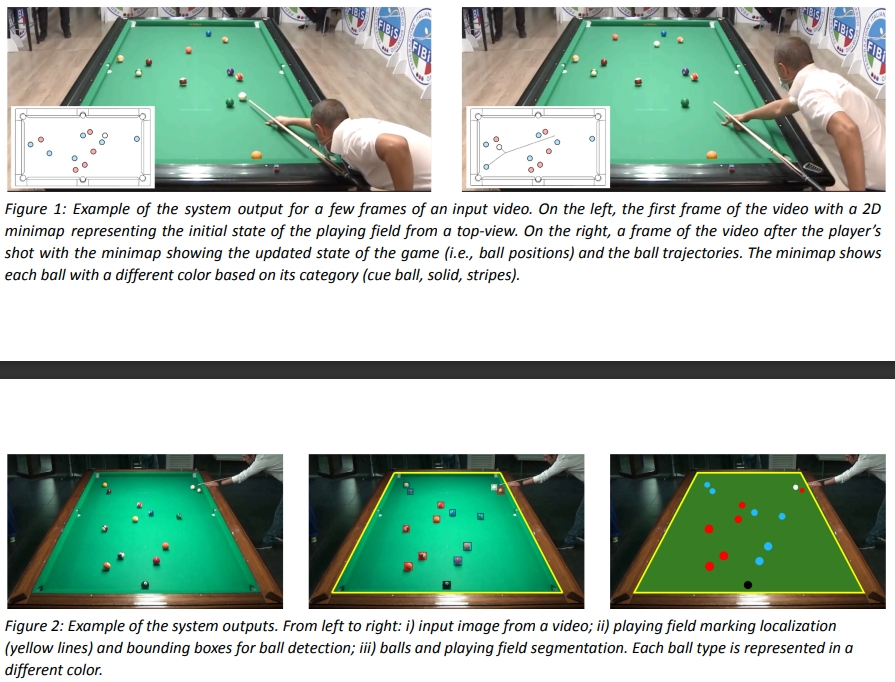 FIBiS
FIBiS
FIBiS
FIBiS
Figure 1: Example of the system output for a few frames of an input video. On the left, the first frame of the video with a 2D
minimap representing the initial state of the playing field from a top-view. On the right, a frame of the video after the player's
shot with the minimap showing the updated state of the game (i.e., ball positions) and the ball trajectories. The minimap shows
each ball with a different color based on its category (cue ball, solid, stripes).
Figure 2: Example of the system outputs. From left to right: i) input image from a video; ii) playing field marking localization
(yellow lines) and bounding boxes for ball detection; iii) balls and playing field segmentation. Each ball type is represented in a
different color.